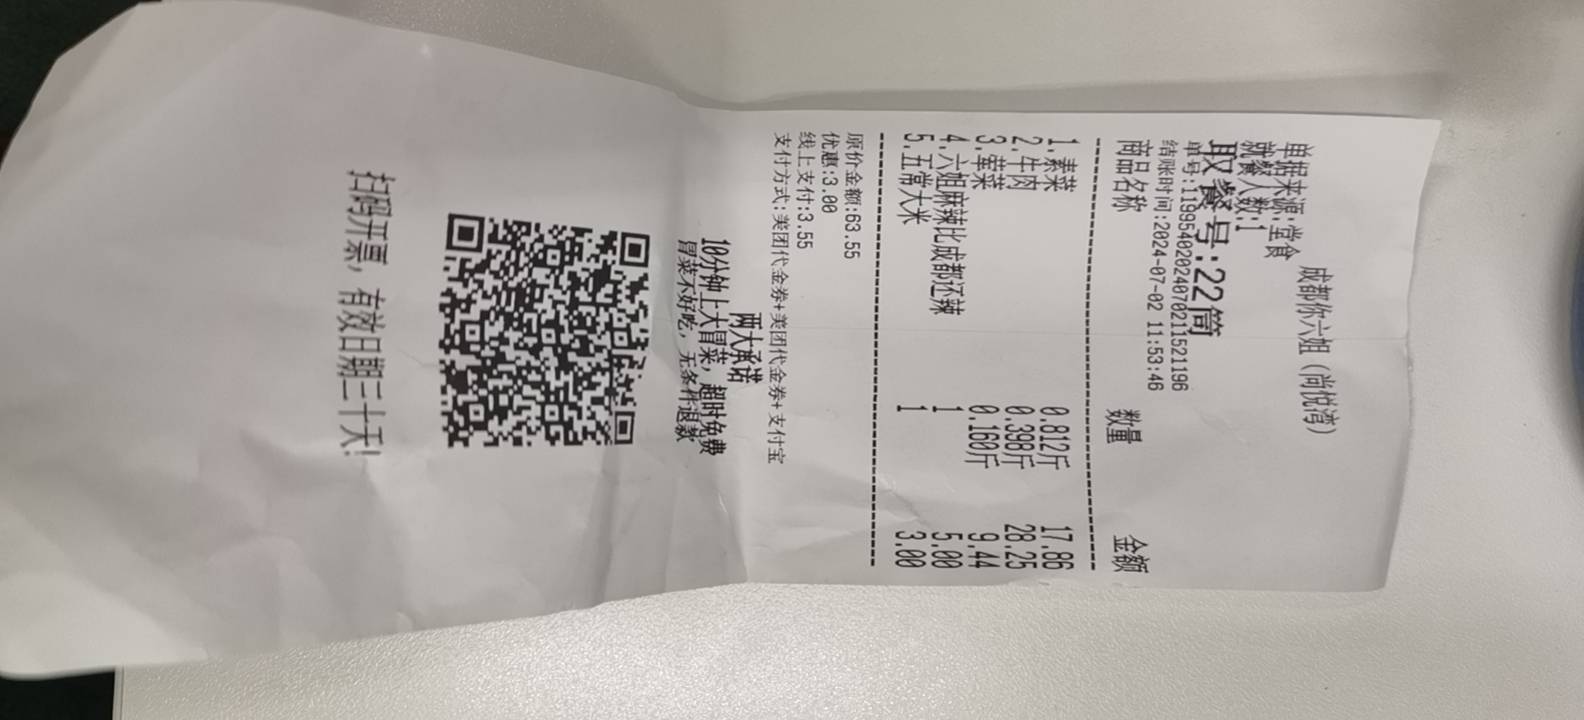 成都你六姐(尚悦湾)
单据来源:堂食
就餐人数:1
取餐号:22筒
单号:11995402024070211521196
结账时间:2024-07-02 11:53:46
商品名称 数量 金额
1.素菜 0.812斤 17.86
2.牛肉 0.398斤 28.25
3.荤菜 0.160斤 9.44
4.六姐麻辣比成都还辣 1 5.00
5.五常大米 1 3.00
原价金额:63.55
优惠:3.00
线上支付:3.55
支付方式:美团代金券+美团代金券+支付宝
两大承诺
10分钟上大冒菜,超时免费
冒菜不好吃,无条件退款
扫码开票,有效日期三十天!